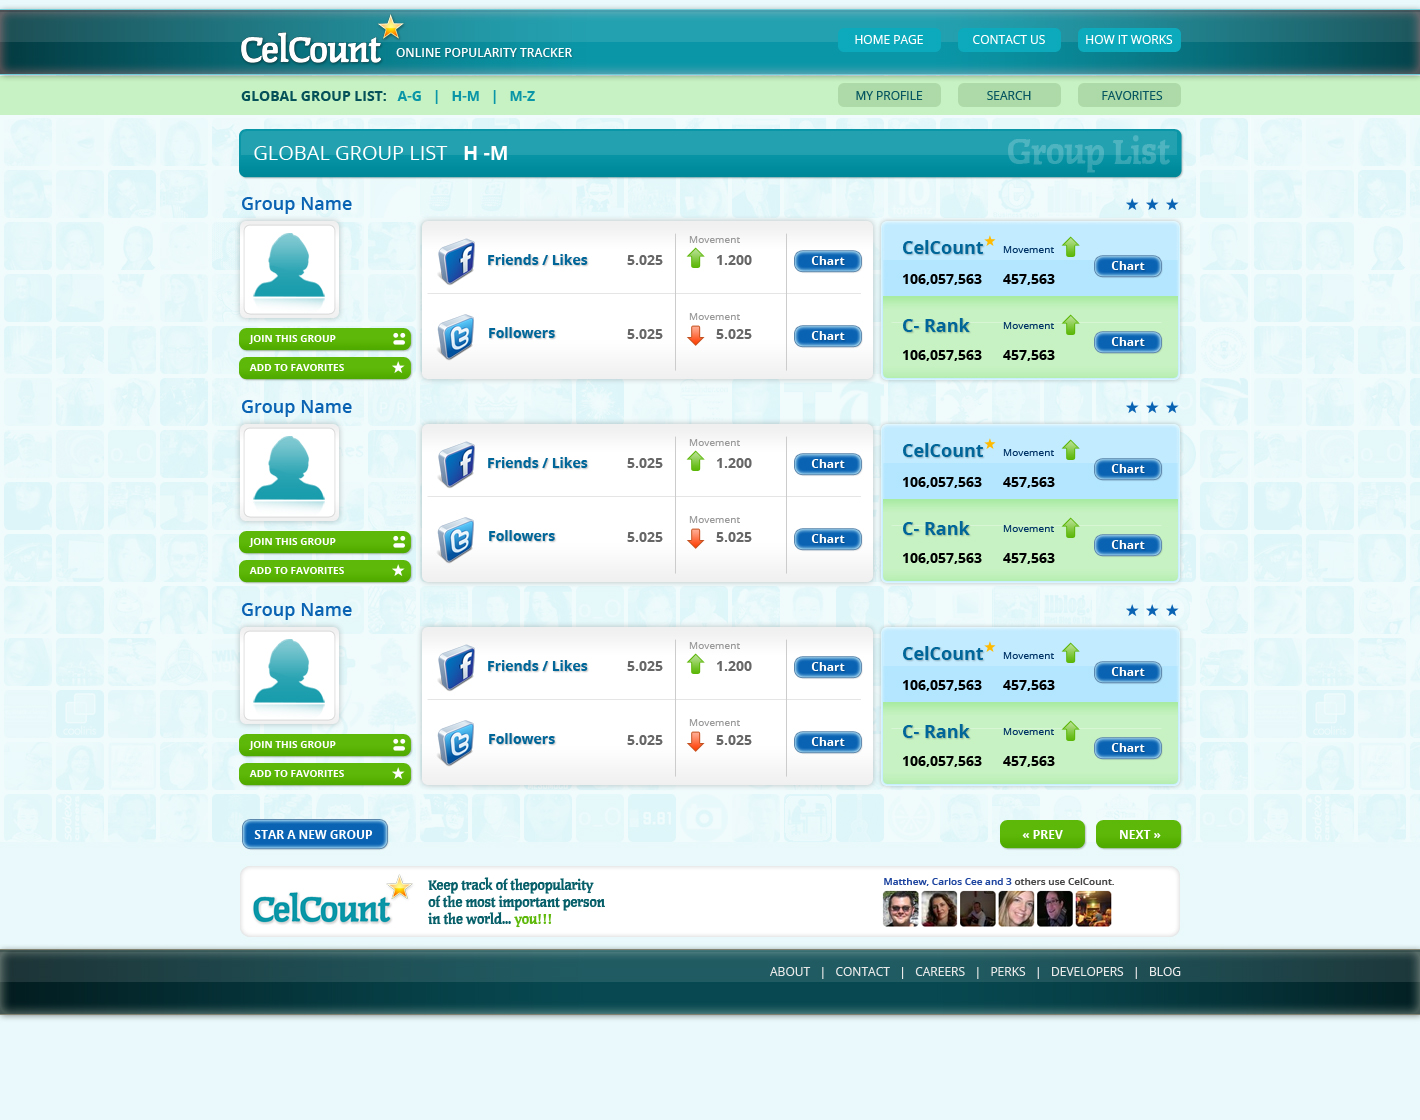 CelCount
ONLINE POPULARITY TRACKER
HOME PAGE
CONTACT US
HOW IT WORKS
GLOBAL GROUP LIST: A-G | H-M | M-Z
MY PROFILE
SEARCH
FAVORITES
GLOBAL GROUP LIST H -M
Group List
Group Name
JOIN THIS GROUP
ADD TO FAVORITES
Friends / Likes
5.025
Movement
1.200
Chart
Followers
5.025
Movement
5.025
Chart
CelCount
Movement
106,057,563
457,563
Chart
C- Rank
Movement
106,057,563
457,563
Chart
Group Name
JOIN THIS GROUP
ADD TO FAVORITES
Friends / Likes
5.025
Movement
1.200
Chart
Followers
5.025
Movement
5.025
Chart
CelCount
Movement
106,057,563
457,563
Chart
C- Rank
Movement
106,057,563
457,563
Chart
Group Name
JOIN THIS GROUP
ADD TO FAVORITES
Friends / Likes
5.025
Movement
1.200
Chart
Followers
5.025
Movement
5.025
Chart
CelCount
Movement
106,057,563
457,563
Chart
C- Rank
Movement
106,057,563
457,563
Chart
STAR A NEW GROUP
« PREV
NEXT »
CelCount
Keep track of thepopularity
of the most important person
in the world... you!!!
Matthew, Carlos Cee and 3 others use CelCount.
ABOUT | CONTACT | CAREERS | PERKS | DEVELOPERS | BLOG